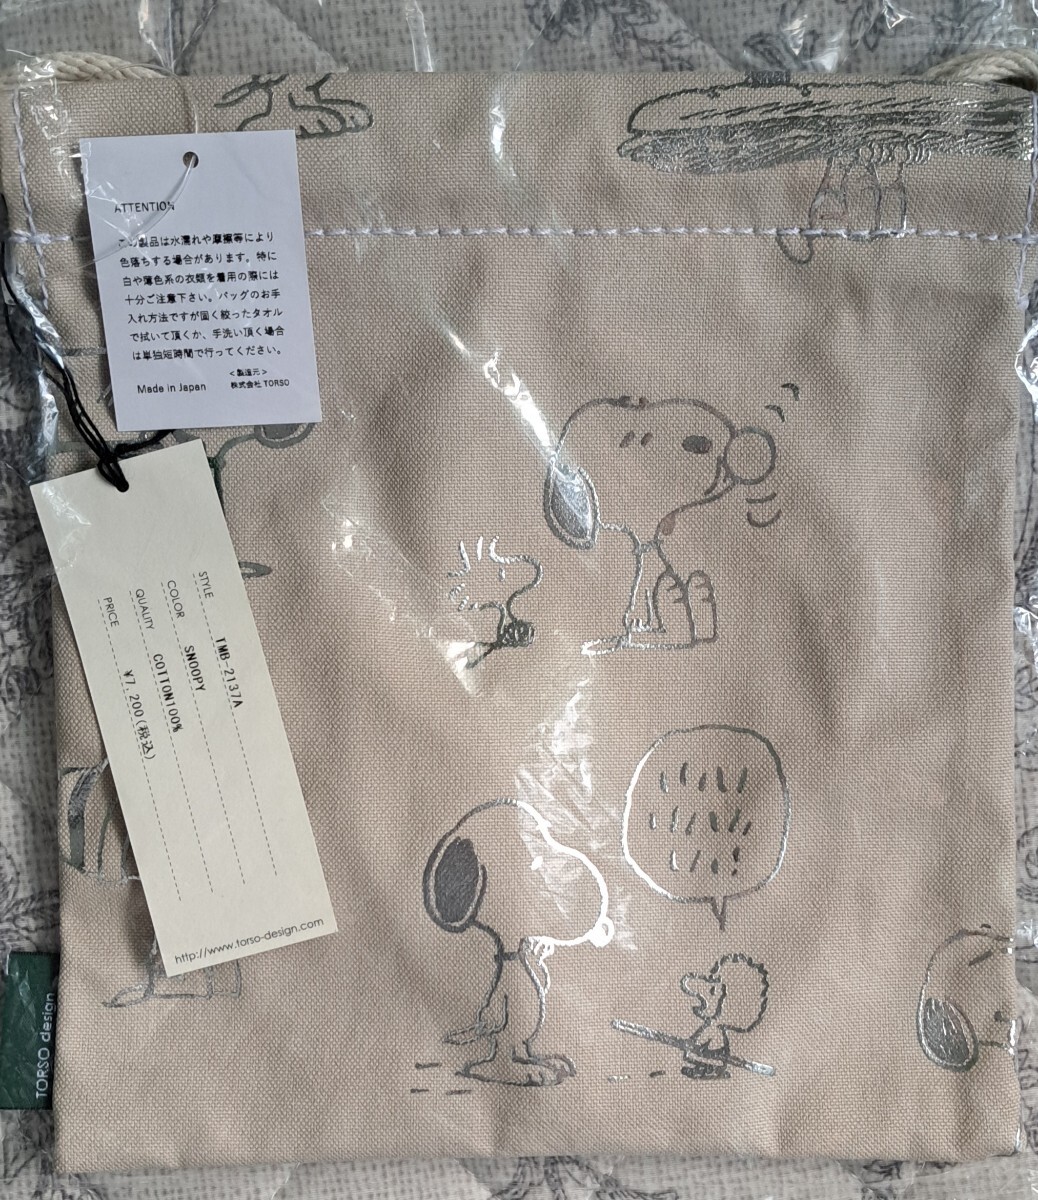 ATTENTION
この製品は水濡れや摩擦等により
色落ちする場合があります。特に
白や薄色系の衣類を着用の際には
十分ご注意下さい。バッグのお手
入れ方法ですが固く絞ったタオル
で拭いて頂くか、手洗い頂く場合
は単独短時間で行ってください。
<製造元>
Made in Japan 株式会社 TORSO
STYLE TMB-2137A
COLOR SNOOPY
QUALITY COTTON100%
PRICE ¥7,200(税込)
http://www.torso-design.com
TORSO design